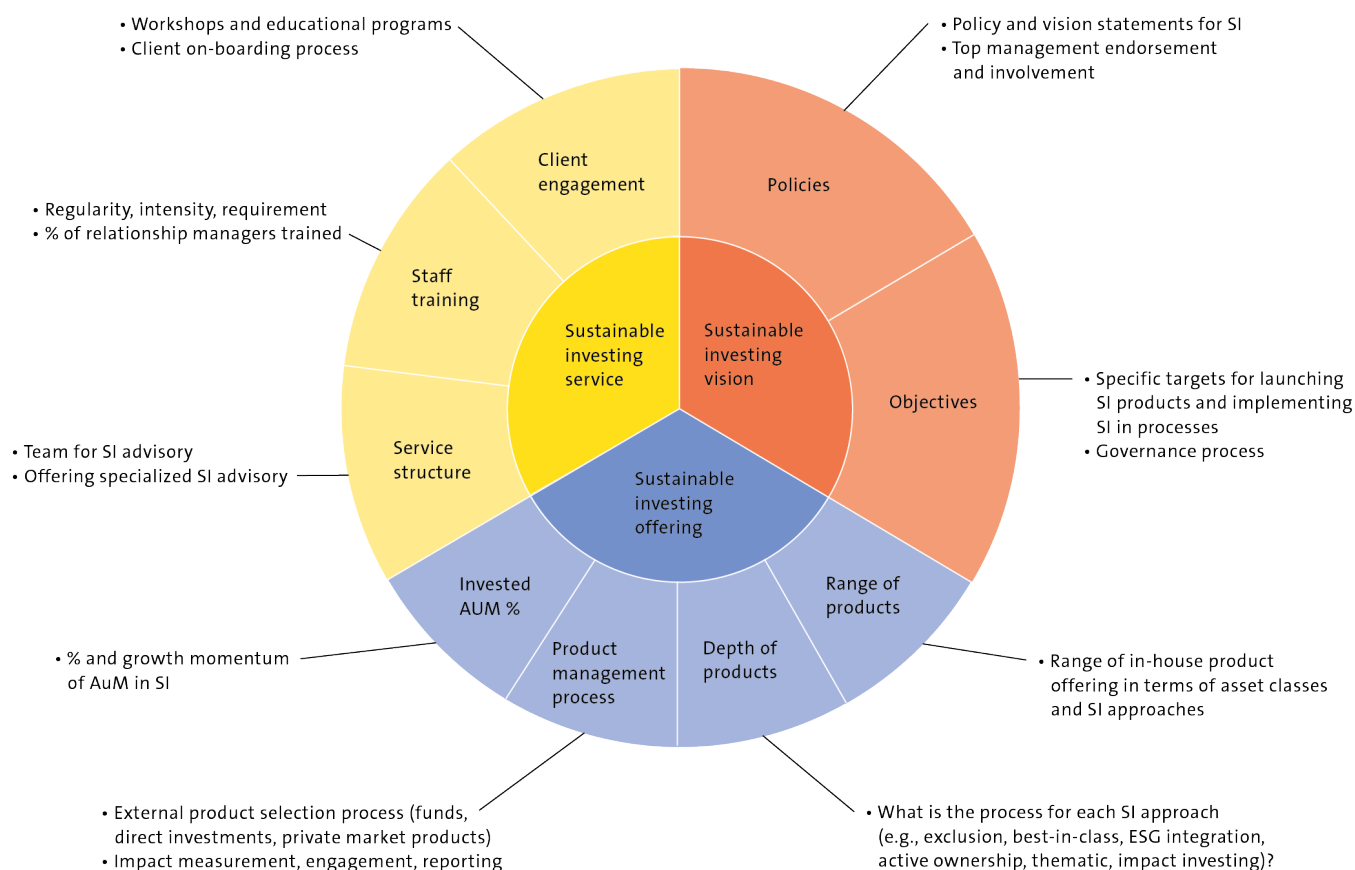 • Workshops and educational programs
• Client on-boarding process
• Policy and vision statements for SI
• Top management endorsement
and involvement
Client
engagement
Policies
• Regularity, intensity, requirement
• % of relationship managers trained
Staff
training
Sustainable
investing
service
Sustainable
investing
vision
Objectives
• Specific targets for launching
SI products and implementing
SI in processes
• Governance process
• Team for SI advisory
• Offering specialized SI advisory
Service
structure
Sustainable
investing
offering
Invested
AUM %
Product
management
process
Depth of
products
Range of
products
• % and growth momentum
of AuM in SI
• Range of in-house product
offering in terms of asset classes
and SI approaches
• External product selection process (funds,
direct investments, private market products)
• Impact measurement, engagement, reporting
• What is the process for each SI approach
(e.g., exclusion, best-in-class, ESG integration,
active ownership, thematic, impact investing)?